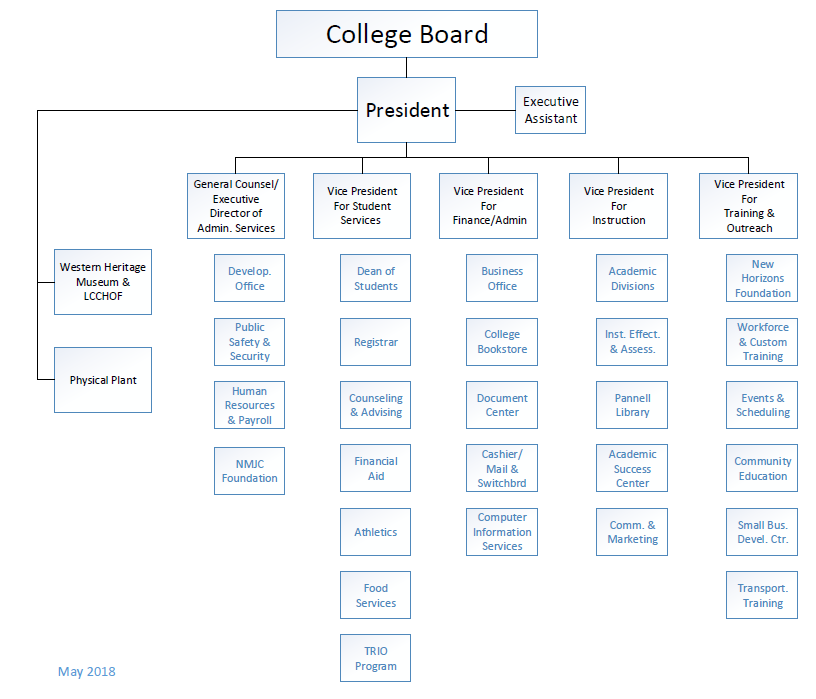 College Board
President
Executive
Assistant
General Counsel/
Executive
Director of
Admin. Services
Vice President
For Student
Services
Vice President
For
Finance/Admin
Vice President
For
Instruction
Vice President
For
Training &
Outreach
Western Heritage
Museum &
LCCHOF
Physical Plant
Develop.
Office
Public
Safety &
Security
Human
Resources
& Payroll
NMJC
Foundation
Dean of
Students
Registrar
Counseling
& Advising
Financial
Aid
Athletics
Food
Services
TRIO
Program
Business
Office
College
Bookstore
Document
Center
Cashier/
Mail &
Switchbrd
Computer
Information
Services
Academic
Divisions
Inst. Effect.
& Assess.
Pannell
Library
Academic
Success
Center
Comm. &
Marketing
New
Horizons
Foundation
Workforce
& Custom
Training
Events &
Scheduling
Community
Education
Small Bus.
Devel. Ctr.
Transport.
Training
May 2018